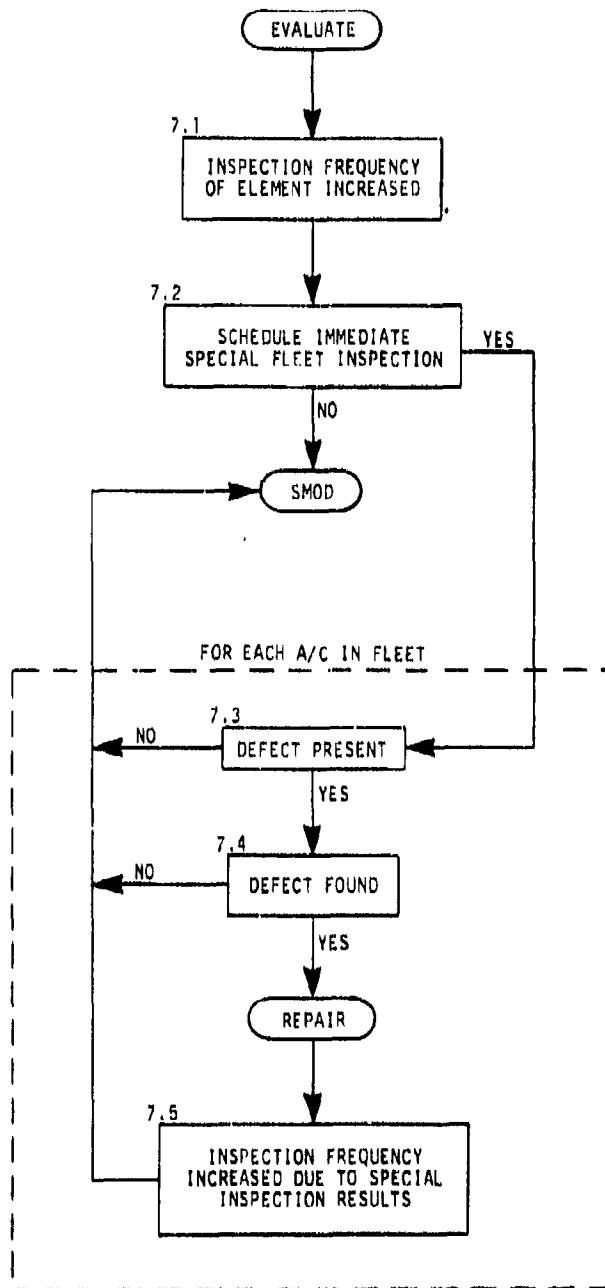 EVALUATE
7.1
INSPECTION FREQUENCY
OF ELEMENT INCREASED
7.2
SCHEDULE IMMEDIATE
SPECIAL FLEET INSPECTION
YES
NO
SMOD
FOR EACH A/C IN FLEET
7.3
NO
DEFECT PRESENT
YES
7.4
NO
DEFECT FOUND
YES
REPAIR
7.5
INSPECTION FREQUENCY
INCREASED DUE TO SPECIAL
INSPECTION RESULTS